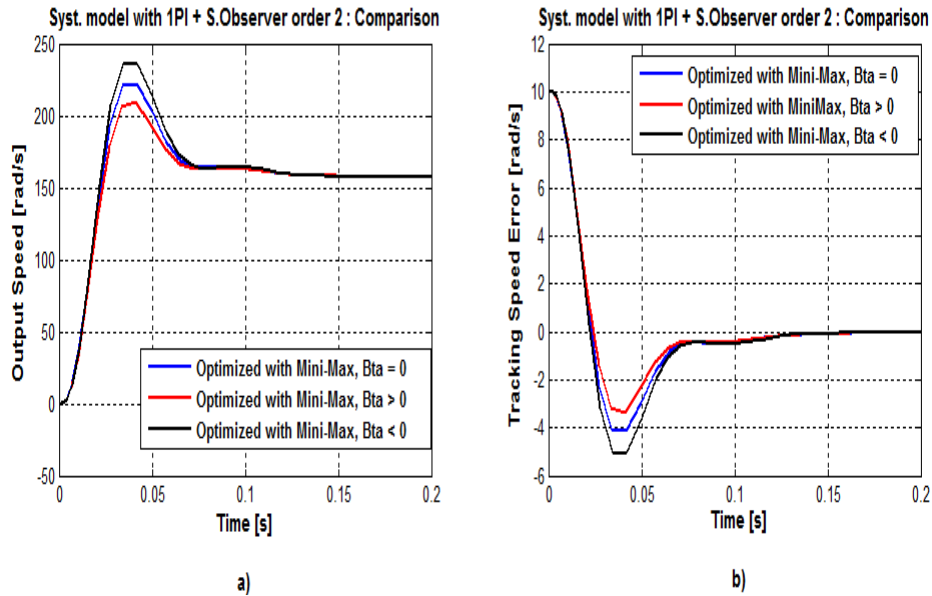 Syst. model with 1PI + S.Observer order 2 : Comparison
250
200
150
100
50
0
-50
Output Speed [rad/s]
Optimized with Mini-Max, Bta = 0
Optimized with Mini-Max, Bta > 0
Optimized with Mini-Max, Bta < 0
0
0.05
0.1
0.15
0.2
Time [s]
a)
Syst. model with 1PI + S.Observer order 2 : Comparison
12
10
8
6
4
2
0
-2
-4
-6
Tracking Speed Error [rad/s]
Optimized with Mini-Max, Bta = 0
Optimized with MiniMax, Bta > 0
Optimized with Mini-Max, Bta < 0
0
0.05
0.1
0.15
0.2
Time [s]
b)